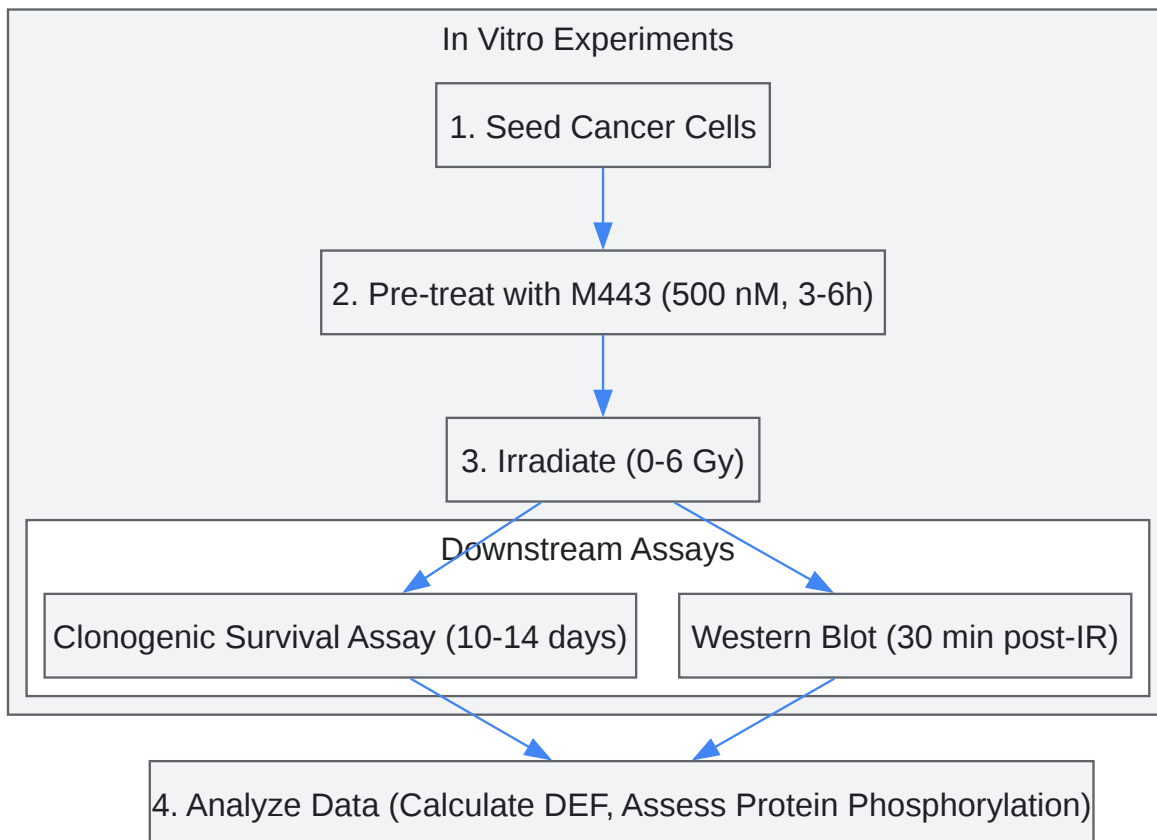 In Vitro Experiments
1. Seed Cancer Cells
2. Pre-treat with M443 (500 nM, 3-6h)
3. Irradiate (0-6 Gy)
Downstream Assays
Clonogenic Survival Assay (10-14 days)
Western Blot (30 min post-IR)
4. Analyze Data (Calculate DEF, Assess Protein Phosphorylation)